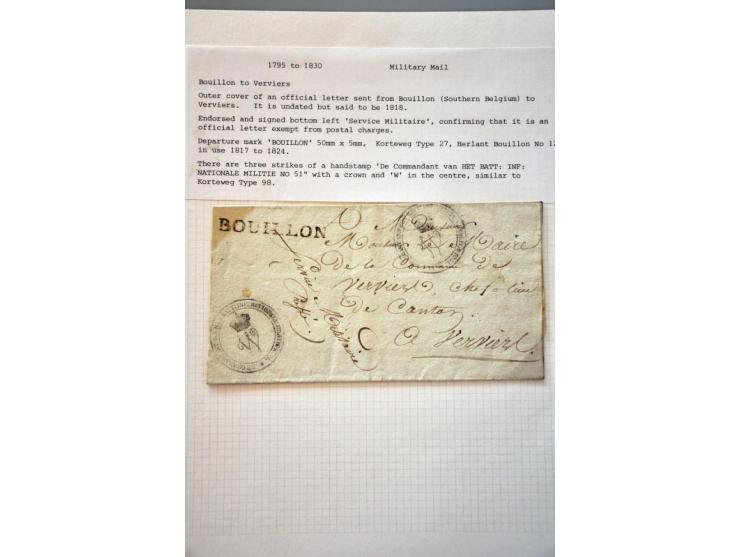 1795 to 1830 Military Mail
Bouillon to Verviers
Outer cover of an official letter sent from Bouillon (Southern Belgium) to
Verviers. It is undated but said to be 1818.
Endorsed and signed bottom left 'Service Militaire', confirming that it is an
official letter exempt from postal charges.
Departure mark 'BOUILLON' 50mm x 5mm, Korteweg Type 27, Herlant Bouillon No 12
in use 1817 to 1824.
There are three strikes of a handstamp 'De Commandant van HET BATT: INF:
NATIONALE MILITIE NO 51" with a crown and 'W' in the centre, similar to
Korteweg Type 98.
BOUILLON
A Monsieur
Monsieur le Maire
De la Commune de
Verviers, chef-lieu
de Canton
A Verviers.
Service Militaire
W